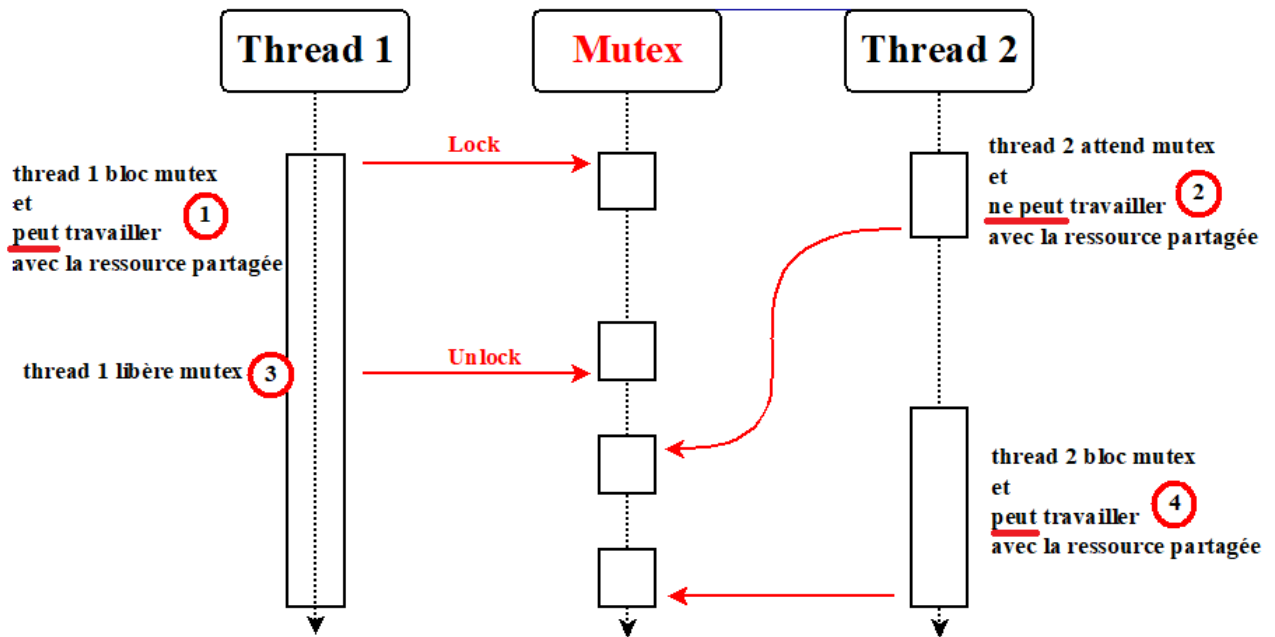 Thread 1
Mutex
Thread 2
thread 1 bloc mutex
et
peut travailler
avec la ressource partagée
1
Lock
thread 2 attend mutex
et
ne peut travailler
avec la ressource partagée
2
thread 1 libère mutex
3
Unlock
thread 2 bloc mutex
et
peut travailler
avec la ressource partagée
4